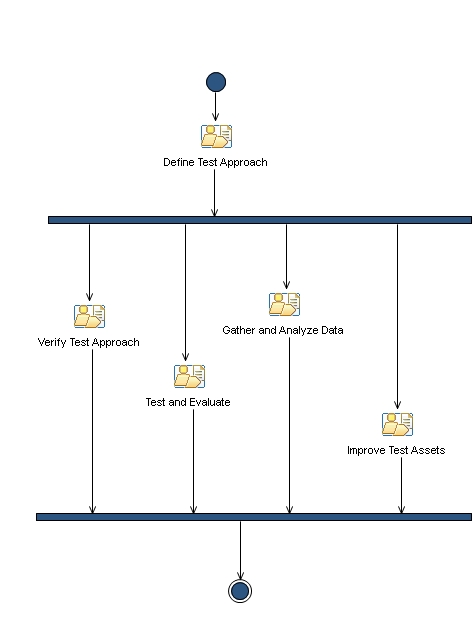 Define Test Approach
Gather and Analyze Data
Verify Test Approach
Test and Evaluate
Improve Test Assets